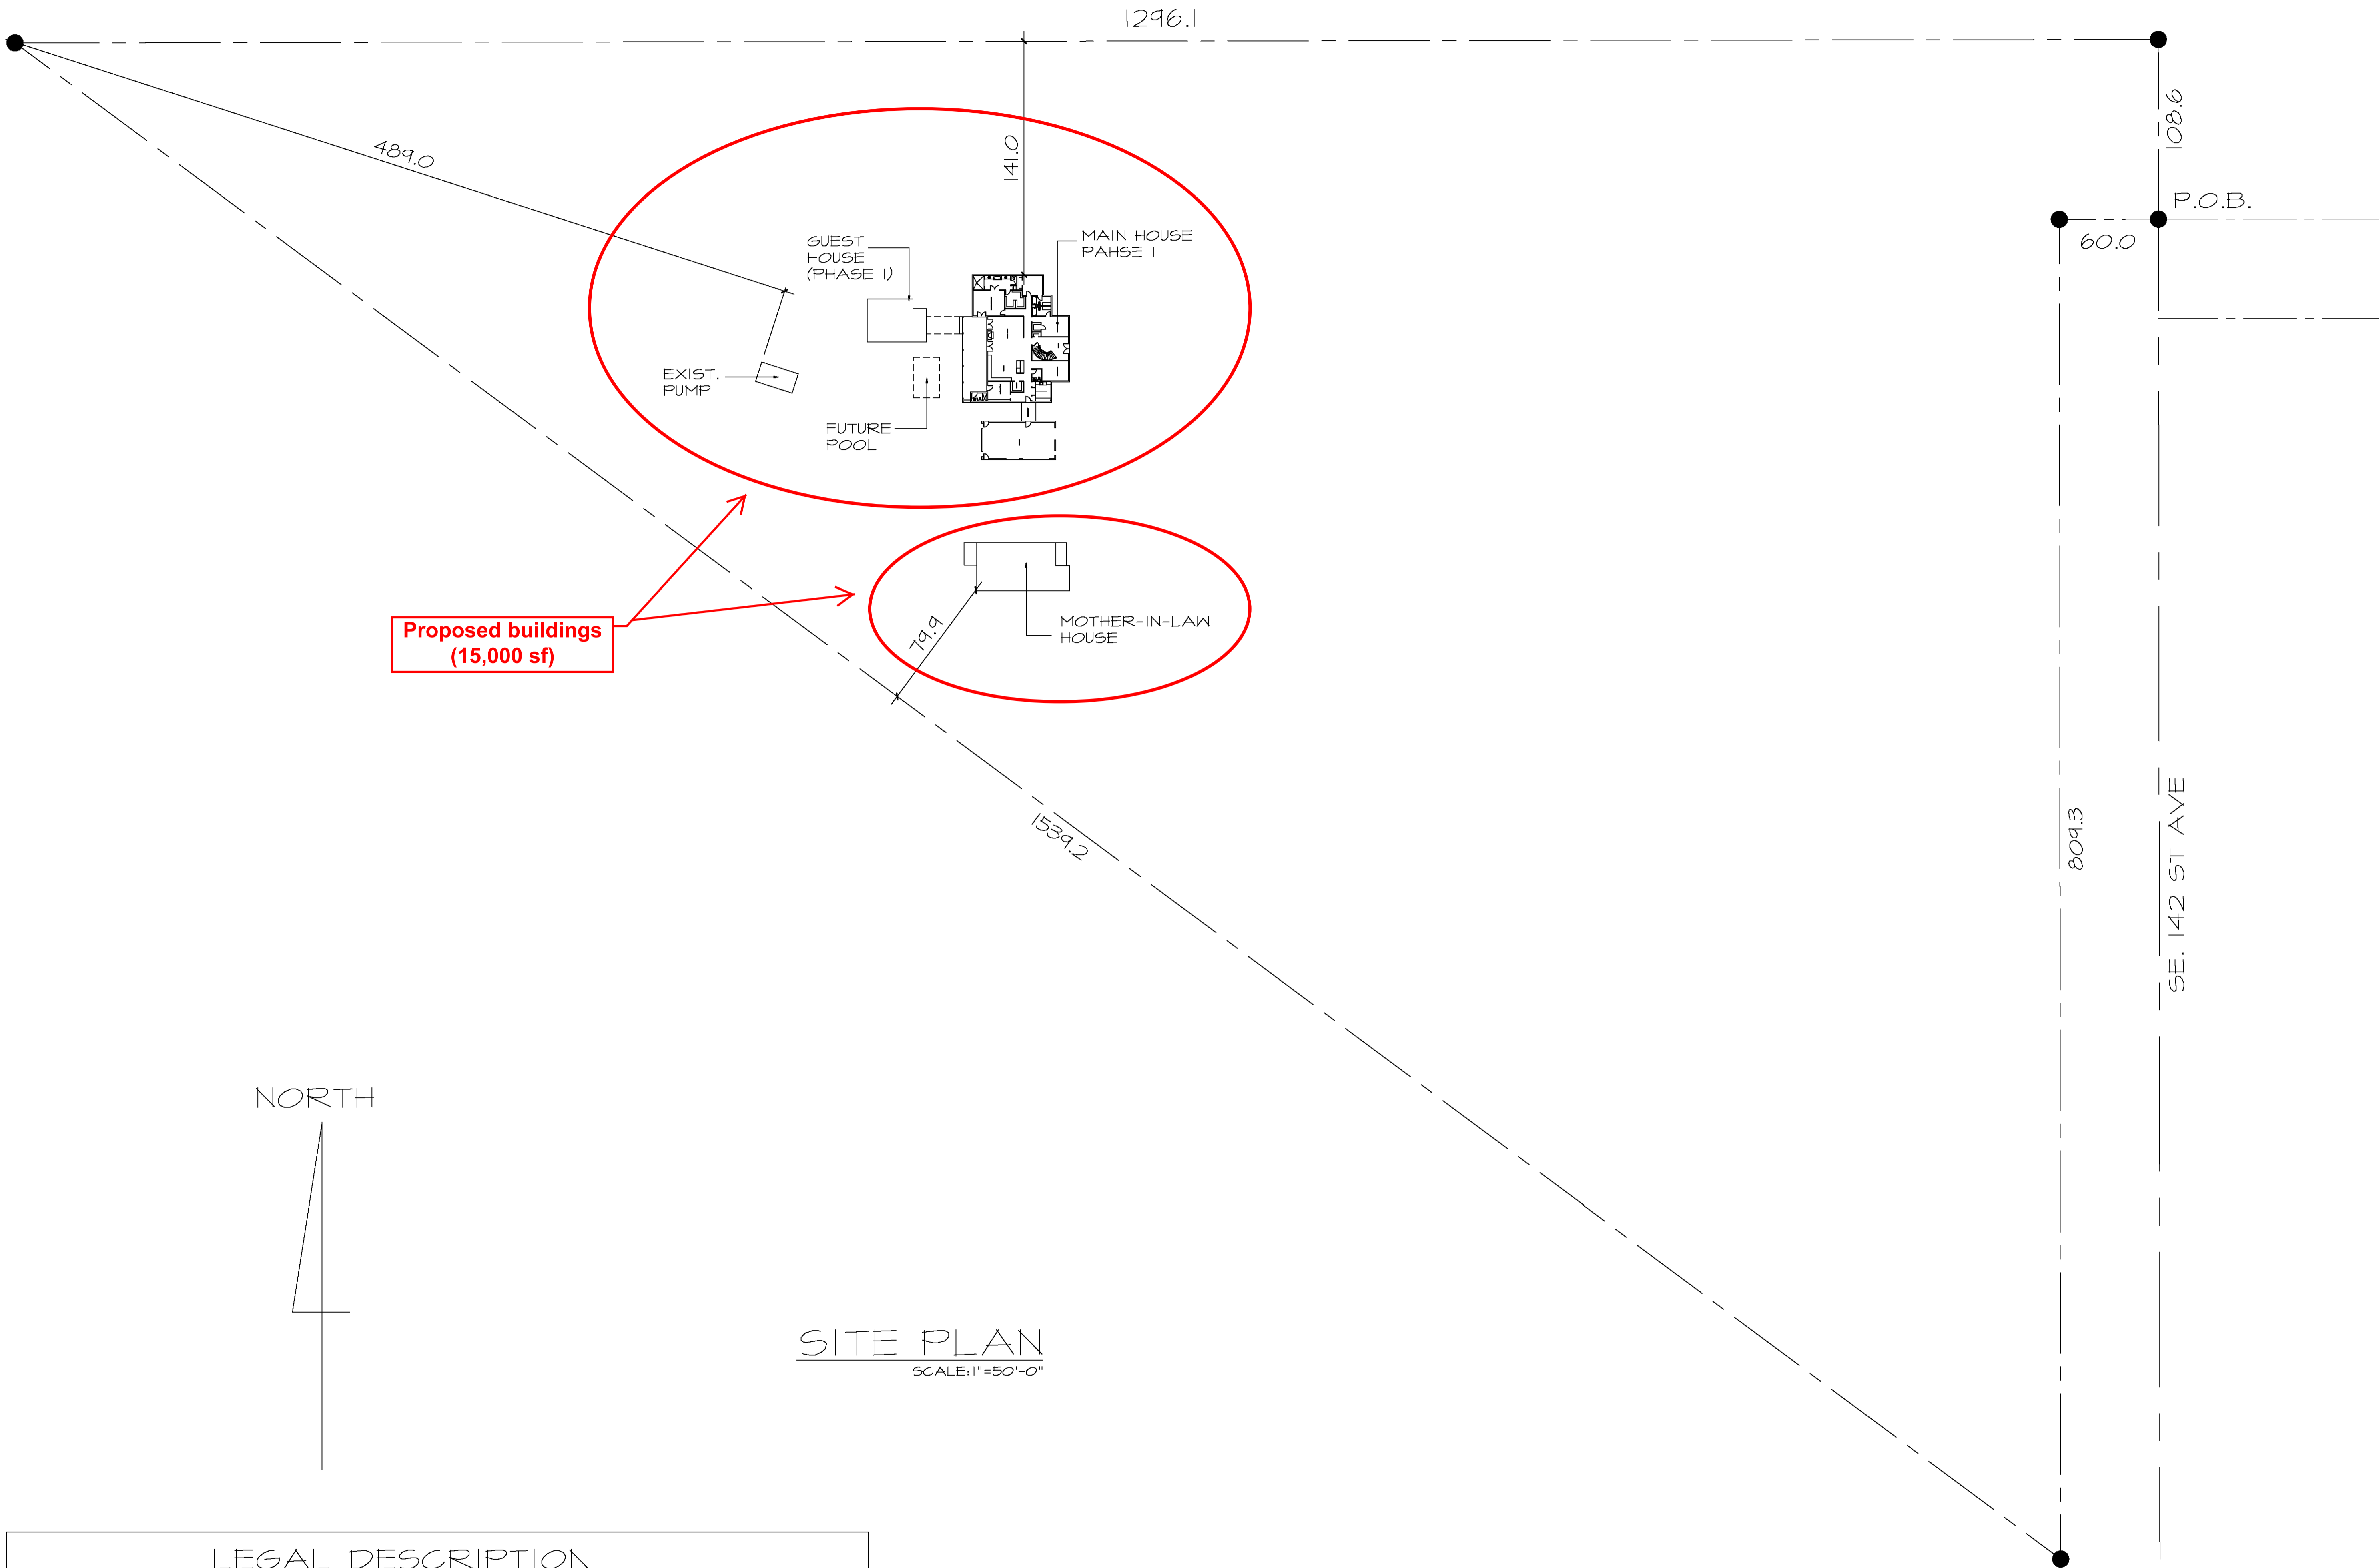 1296.1
108.6
489.0
141.0
P.O.B.
60.0
GUEST
HOUSE
(PHASE 1)
MAIN HOUSE
PAHSE 1
EXIST.
PUMP
FUTURE
POOL
Proposed buildings
(15,000 sf)
79.9
MOTHER-IN-LAW
HOUSE
1539.2
809.3
SE. 142 ST AVE
NORTH
SITE PLAN
SCALE:1"=50'-0"
LEGAL DESCRIPTION